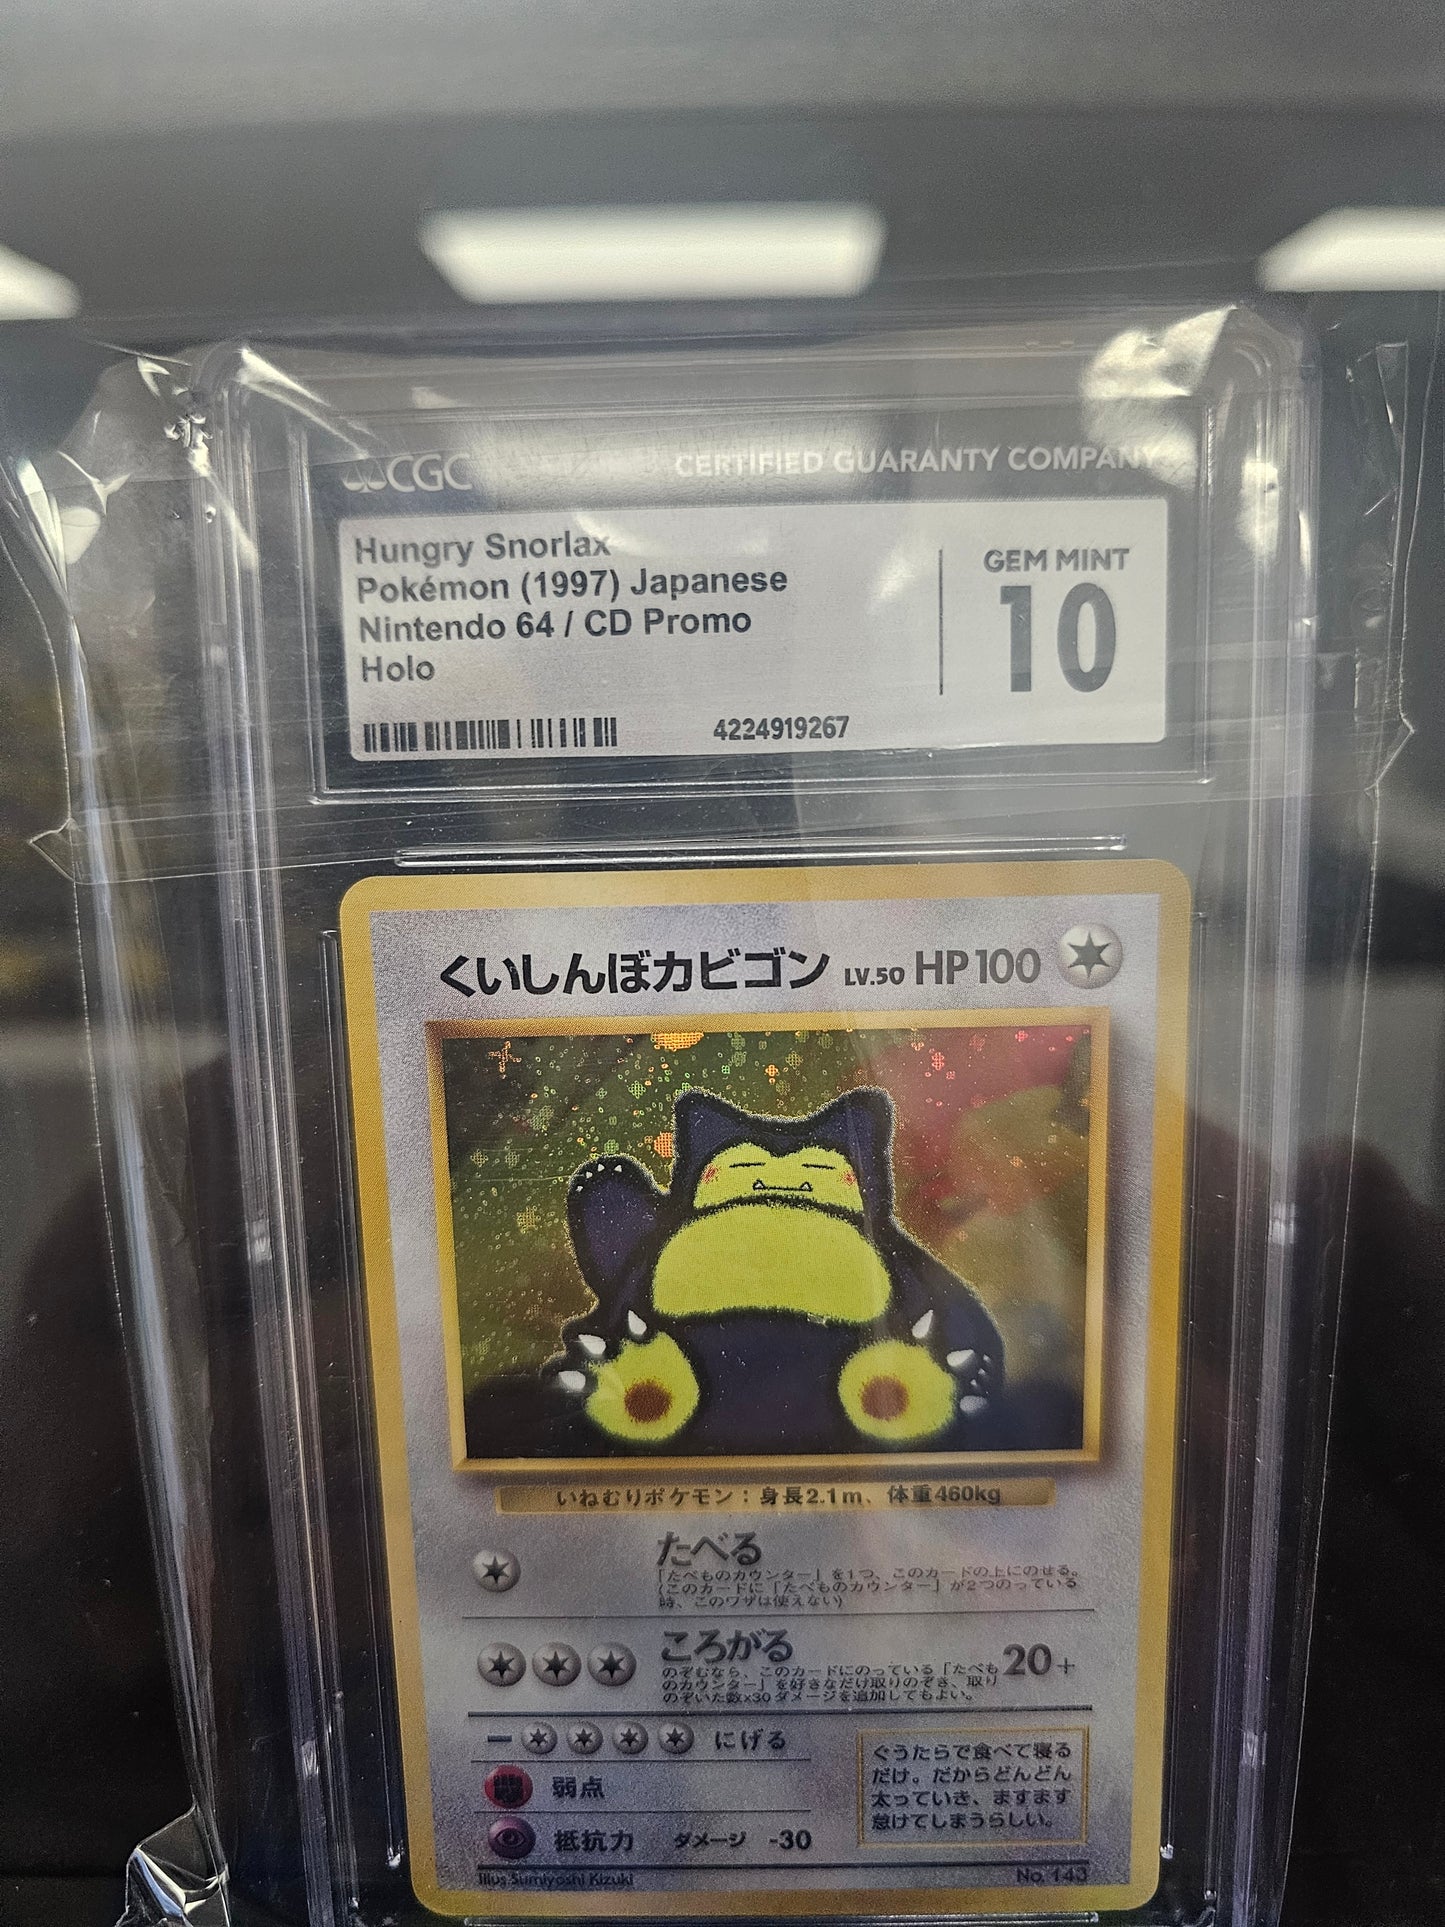 CGC CERTIFIED GUARANTY COMPANY
Hungry Snorlax
Pokémon (1997) Japanese
Nintendo 64 / CD Promo
Holo
GEM MINT
10
4224919267
くいしんぼカビゴン LV.50 HP100
いねむりポケモン：身長2.1m、体重460kg
たべる
「たべものカウンター」を1つ、このカードの上にのせる。
(このカードに「たべものカウンター」が2つのっている
時、このワザは使えない)
ころがる 20+
のぞむなら、このカードにのっている「たべも
のカウンター」を好きなだけ取りのぞき、取り
のぞいた数×30ダメージを追加してもよい。
にげる
弱点
抵抗力 ダメージ -30
ぐうたらで食べて寝る
だけ。だからどんどん
太っていき、ますます
怠けてしまうらしい。
Illus. Sumiyoshi Kizuki
No. 143